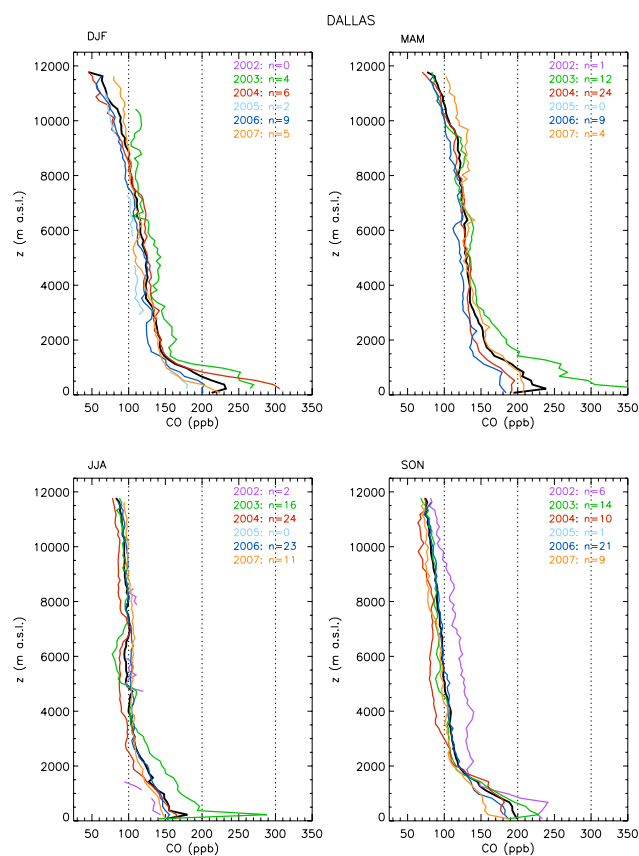 DALLAS
DJF
MAM
2002: n=0
2003: n=4
2004: n=6
2005: n=2
2006: n=9
2007: n=5
12000
10000
8000
6000
4000
2000
0
z (m a.s.l.)
50 100 150 200 250 300 350
CO (ppb)
2002: n=1
2003: n=12
2004: n=24
2005: n=0
2006: n=9
2007: n=4
12000
10000
8000
6000
4000
2000
0
z (m a.s.l.)
50 100 150 200 250 300 350
CO (ppb)
JJA
SON
2002: n=2
2003: n=16
2004: n=24
2005: n=0
2006: n=23
2007: n=11
12000
10000
8000
6000
4000
2000
0
z (m a.s.l.)
50 100 150 200 250 300 350
CO (ppb)
2002: n=6
2003: n=14
2004: n=10
2005: n=1
2006: n=21
2007: n=9
12000
10000
8000
6000
4000
2000
0
z (m a.s.l.)
50 100 150 200 250 300 350
CO (ppb)